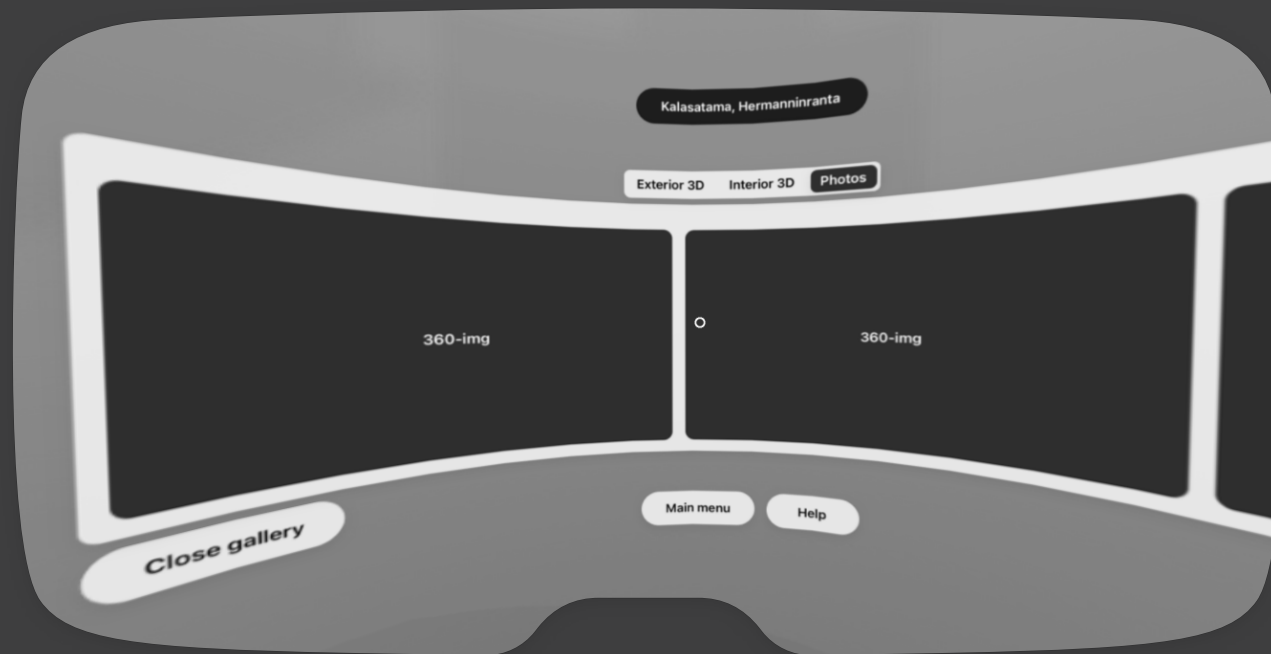 Kalasatama, Hermanninranta
Exterior 3D Interior 3D Photos
360-img 360-img
Main menu Help
Close gallery